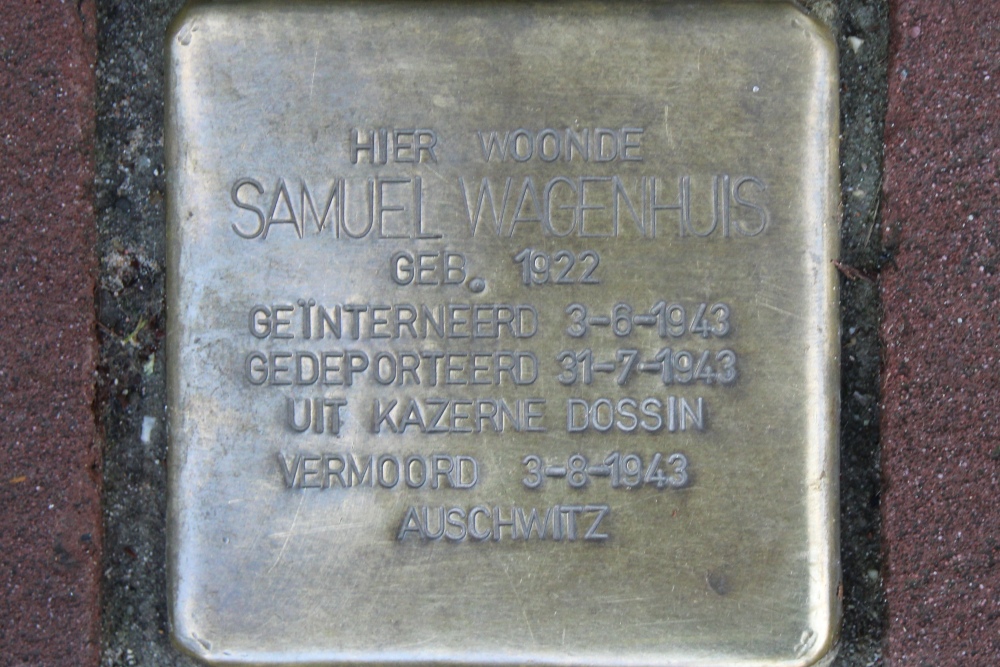 HIER WOONDE
SAMUEL WAGENHUIS
GEB. 1922
GEÏNTERNEERD 3-6-1943
GEDEPORTEERD 31-7-1943
UIT KAZERNE DOSSIN
VERMOORD 3-8-1943
AUSCHWITZ